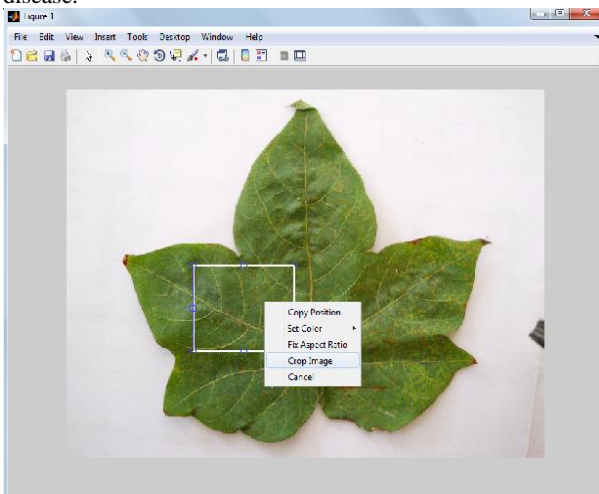 disease.
Figure 1
File Edit View Insert Tools Desktop Window Help
Copy Position
Set Color
Fix Aspect Ratio
Crop Image
Cancel